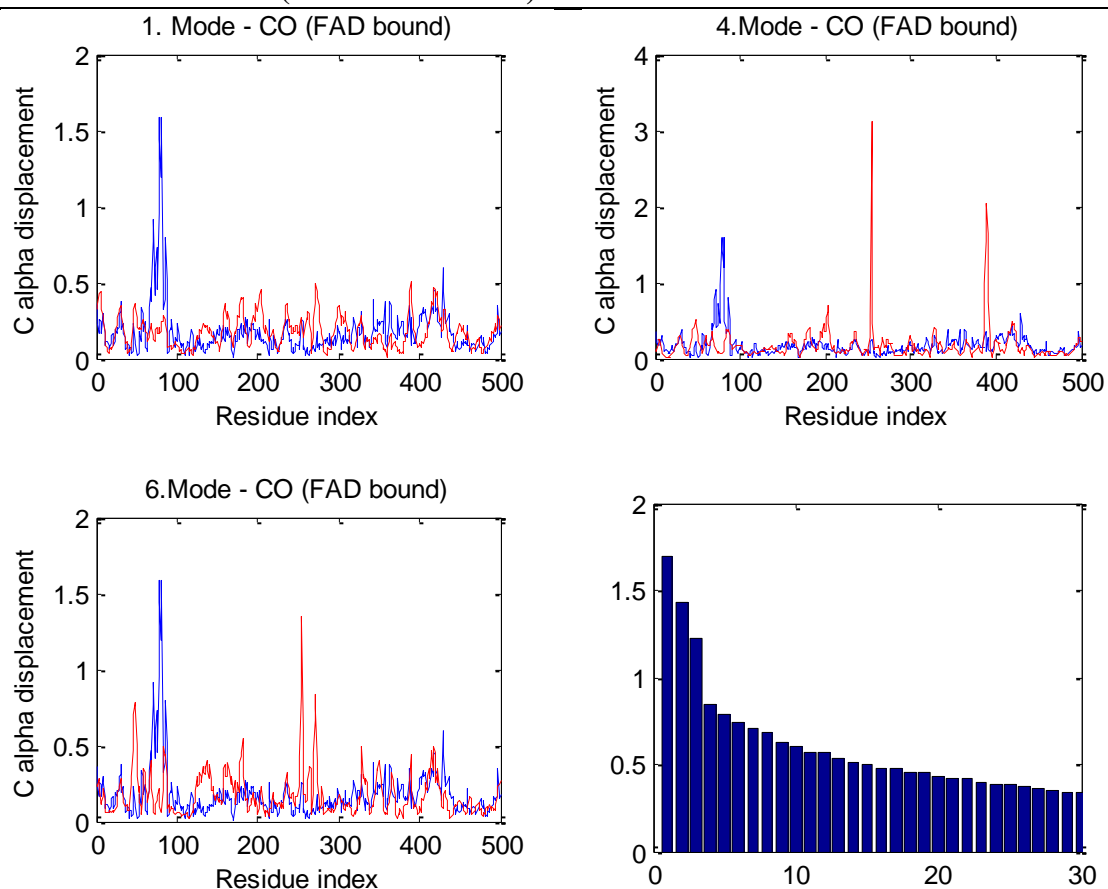 1. Mode - CO (FAD bound)
2
1.5
1
0.5
0
C alpha displacement
0 100 200 300 400 500
Residue index
4.Mode - CO (FAD bound)
4
3
2
1
0
C alpha displacement
0 100 200 300 400 500
Residue index
6.Mode - CO (FAD bound)
2
1.5
1
0.5
0
C alpha displacement
0 100 200 300 400 500
Residue index
2
1.5
1
0.5
0
0 10 20 30